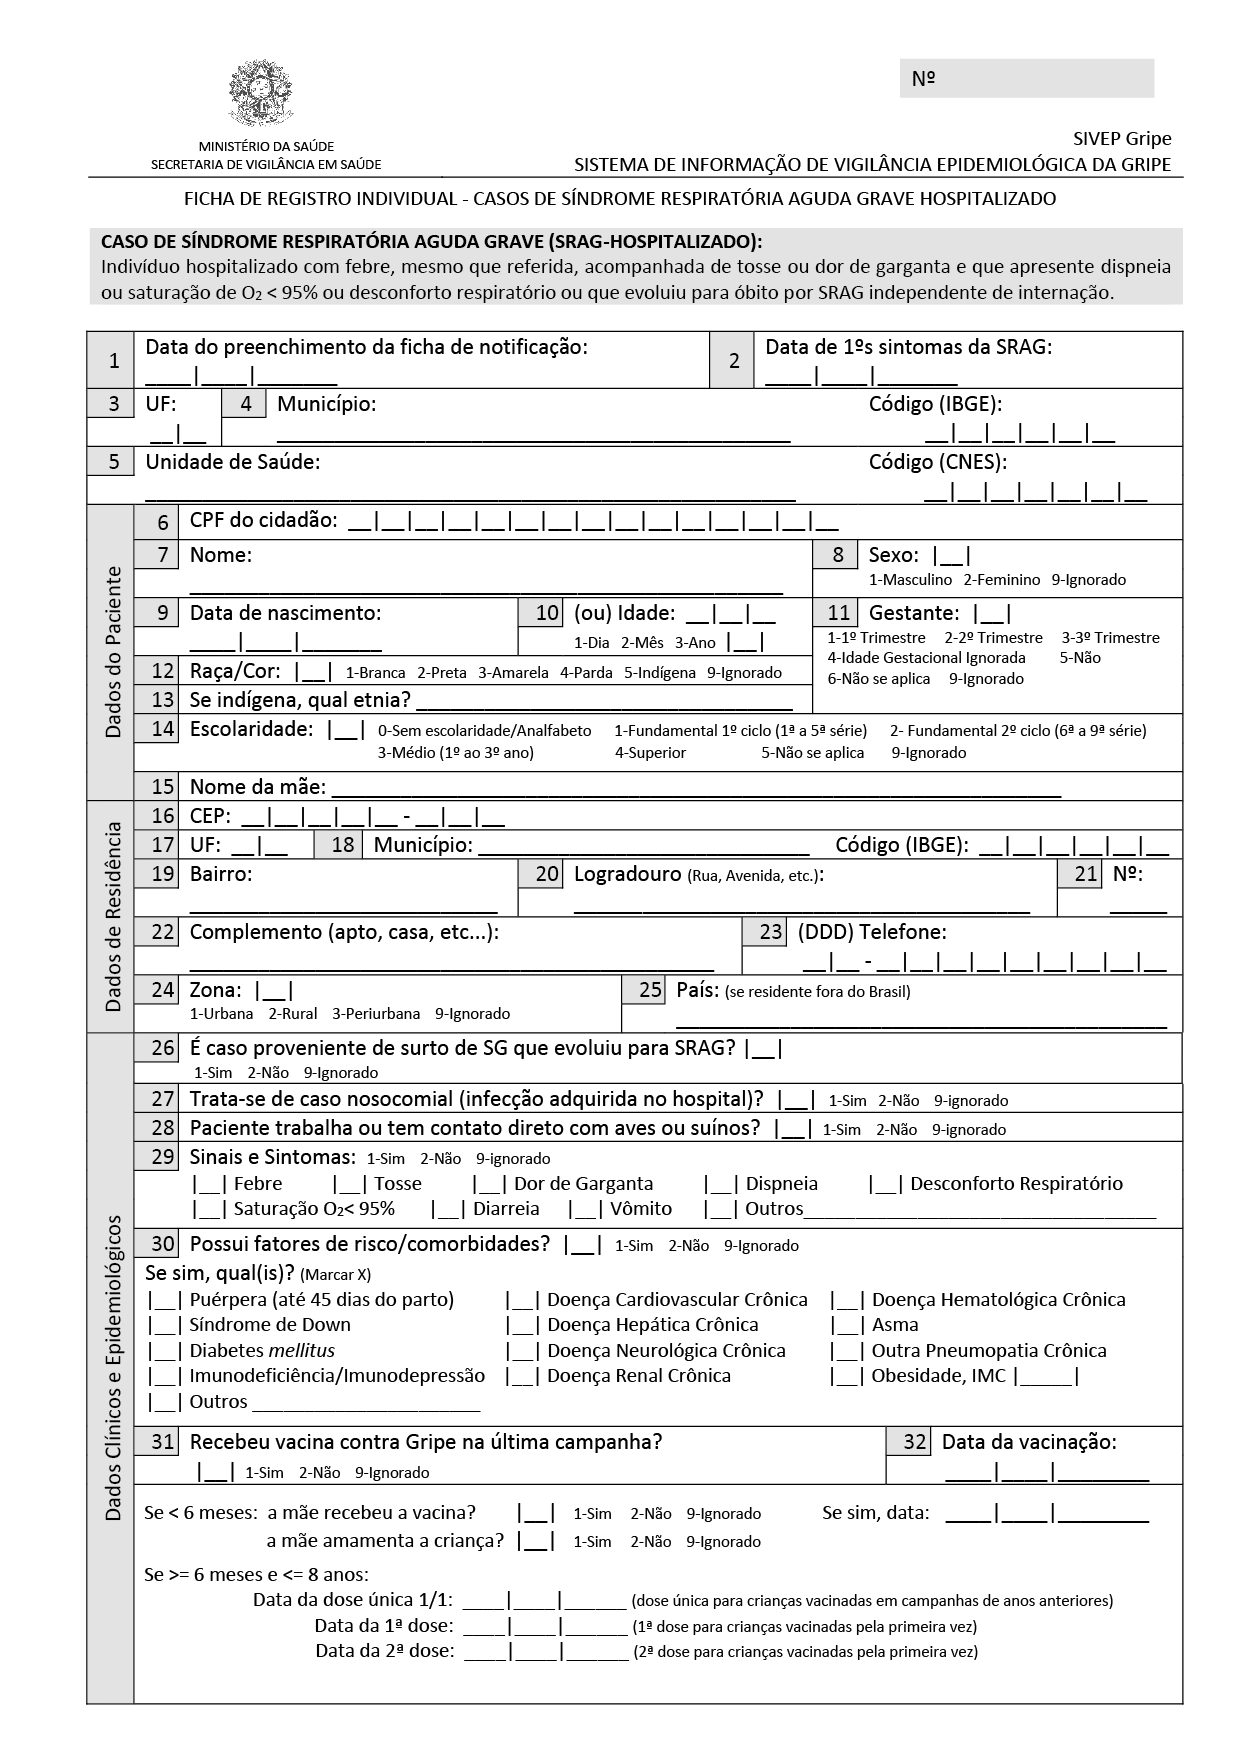 Nº
MINISTÉRIO DA SAÚDE
SECRETARIA DE VIGILÂNCIA EM SAÚDE
SIVEP Gripe
SISTEMA DE INFORMAÇÃO DE VIGILÂNCIA EPIDEMIOLÓGICA DA GRIPE
FICHA DE REGISTRO INDIVIDUAL - CASOS DE SÍNDROME RESPIRATÓRIA AGUDA GRAVE HOSPITALIZADO
CASO DE SÍNDROME RESPIRATÓRIA AGUDA GRAVE (SRAG-HOSPITALIZADO):
Indivíduo hospitalizado com febre, mesmo que referida, acompanhada de tosse ou dor de garganta e que apresente dispneia
ou saturação de O2 < 95% ou desconforto respiratório ou que evoluiu para óbito por SRAG independente de internação.
1 Data do preenchimento da ficha de notificação: 2 Data de 1ºs sintomas da SRAG:
____|____|_______ ____|____|_______
3 UF: 4 Município: Código (IBGE):
__|__ ______________________________ __|__|__|__|__|__
5 Unidade de Saúde: Código (CNES):
______________________________ __|__|__|__|__|__|__
Dados do Paciente
6 CPF do cidadão: __|__|__|__|__|__|__|__|__|__|__|__|__|__|__
7 Nome: 8 Sexo: |__|
______________________________ 1-Masculino 2-Feminino 9-Ignorado
9 Data de nascimento: 10 (ou) Idade: __|__|__ 11 Gestante: |__|
____|____|_______ 1-Dia 2-Mês 3-Ano |__| 1-1º Trimestre 2-2º Trimestre 3-3º Trimestre
4-Idade Gestacional Ignorada 5-Não
6-Não se aplica 9-Ignorado
12 Raça/Cor: |__| 1-Branca 2-Preta 3-Amarela 4-Parda 5-Indígena 9-Ignorado
13 Se indígena, qual etnia? ______________________________
14 Escolaridade: |__| 0-Sem escolaridade/Analfabeto 1-Fundamental 1º ciclo (1ª a 5ª série) 2- Fundamental 2º ciclo (6ª a 9ª série)
3-Médio (1º ao 3º ano) 4-Superior 5-Não se aplica 9-Ignorado
15 Nome da mãe: ______________________________
Dados de Residência
16 CEP: __|__|__|__|__ - __|__|__
17 UF: __|__ 18 Município: ______________________________ Código (IBGE): __|__|__|__|__|__
19 Bairro: 20 Logradouro (Rua, Avenida, etc.): 21 Nº:
______________________________ ______________________________ _____
22 Complemento (apto, casa, etc...): 23 (DDD) Telefone:
______________________________ __|__ - __|__|__|__|__|__|__|__|__
24 Zona: |__| 25 País: (se residente fora do Brasil)
1-Urbana 2-Rural 3-Periurbana 9-Ignorado ______________________________
Dados Clínicos e Epidemiológicos
26 É caso proveniente de surto de SG que evoluiu para SRAG? |__|
1-Sim 2-Não 9-Ignorado
27 Trata-se de caso nosocomial (infecção adquirida no hospital)? |__| 1-Sim 2-Não 9-ignorado
28 Paciente trabalha ou tem contato direto com aves ou suínos? |__| 1-Sim 2-Não 9-ignorado
29 Sinais e Sintomas: 1-Sim 2-Não 9-ignorado
|__| Febre |__| Tosse |__| Dor de Garganta |__| Dispneia |__| Desconforto Respiratório
|__| Saturação O2< 95% |__| Diarreia |__| Vômito |__| Outros______________________________
30 Possui fatores de risco/comorbidades? |__| 1-Sim 2-Não 9-Ignorado
Se sim, qual(is)? (Marcar X)
|__| Puérpera (até 45 dias do parto) |__| Doença Cardiovascular Crônica |__| Doença Hematológica Crônica
|__| Síndrome de Down |__| Doença Hepática Crônica |__| Asma
|__| Diabetes mellitus |__| Doença Neurológica Crônica |__| Outra Pneumopatia Crônica
|__| Imunodeficiência/Imunodepressão |__| Doença Renal Crônica |__| Obesidade, IMC |_____|
|__| Outros ____________________
31 Recebeu vacina contra Gripe na última campanha? 32 Data da vacinação:
|__| 1-Sim 2-Não 9-Ignorado ____|____|________
Se < 6 meses: a mãe recebeu a vacina? |__| 1-Sim 2-Não 9-Ignorado Se sim, data: ____|____|________
a mãe amamenta a criança? |__| 1-Sim 2-Não 9-Ignorado
Se >= 6 meses e <= 8 anos:
Data da dose única 1/1: ____|____|______ (dose única para crianças vacinadas em campanhas de anos anteriores)
Data da 1ª dose: ____|____|______ (1ª dose para crianças vacinadas pela primeira vez)
Data da 2ª dose: ____|____|______ (2ª dose para crianças vacinadas pela primeira vez)